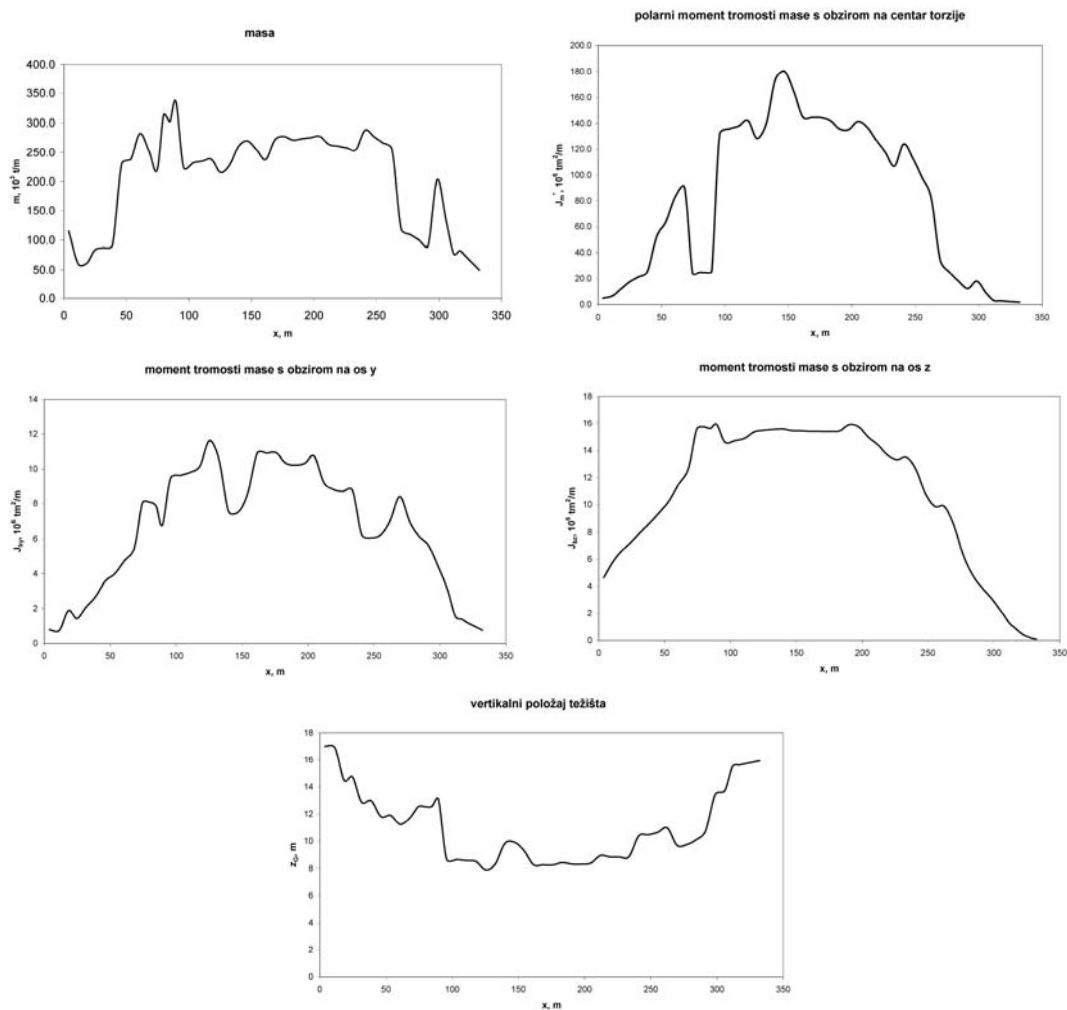 masa
400.0
350.0
300.0
250.0
200.0
150.0
100.0
50.0
0.0
m, 10³ t/m
0 50 100 150 200 250 300 350
x, m
polarni moment tromosti mase s obzirom na centar torzije
200.0
180.0
160.0
140.0
120.0
100.0
80.0
60.0
40.0
20.0
0.0
10⁶ tm²/m
0 50 100 150 200 250 300 350
x, m
moment tromosti mase s obzirom na os y
14
12
10
8
6
4
2
0
10⁶ tm²/m
0 50 100 150 200 250 300 350
x, m
moment tromosti mase s obzirom na os z
18
16
14
12
10
8
6
4
2
0
10⁶ tm²/m
0 50 100 150 200 250 300 350
x, m
vertikalni položaj težišta
18
16
14
12
10
8
6
4
2
0
z_G, m
0 50 100 150 200 250 300 350
x, m